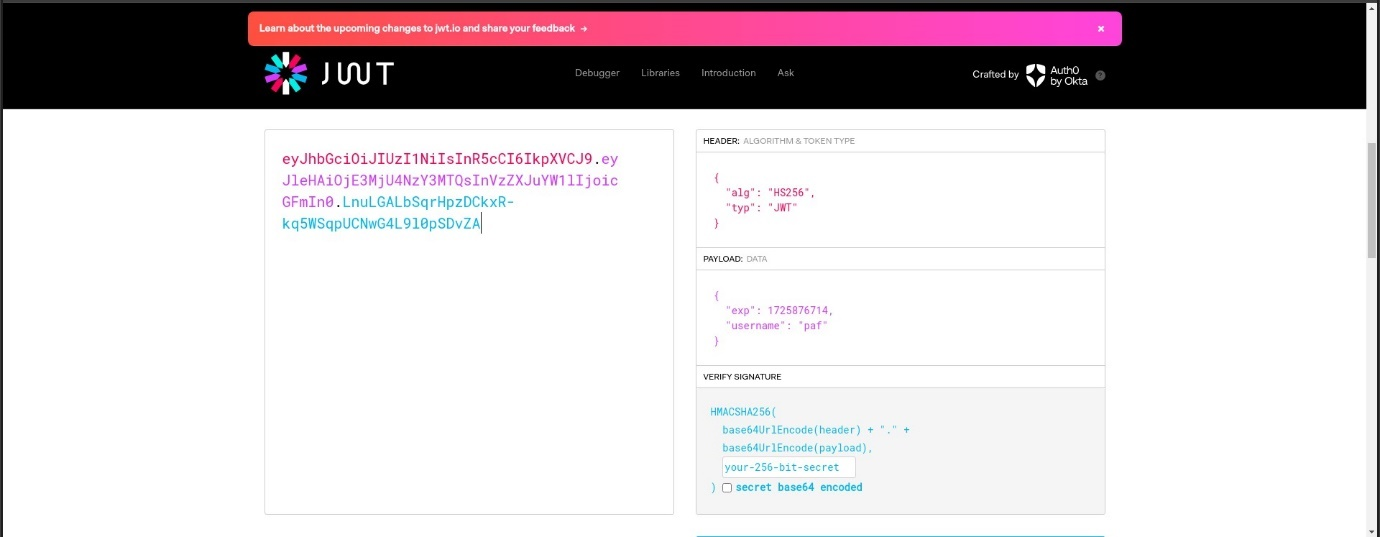 Learn about the upcoming changes to jwt.io and share your feedback →
×
JWT
Debugger Libraries Introduction Ask
Crafted by
Auth0
by Okta
?
eyJhbGciOiJIUzI1NiIsInR5cCI6IkpXVCJ9.ey
JleHAiOjE3MjU4NzY3MTQsInVzZXJuYW1lIjoic
GFmIn0.LnuLGALbSqrHpzDCkxR-
kq5WSqpUCNwG4L9l0pSDvZA
HEADER: ALGORITHM & TOKEN TYPE
{
"alg": "HS256",
"typ": "JWT"
}
PAYLOAD: DATA
{
"exp": 1725876714,
"username": "paf"
}
VERIFY SIGNATURE
HMACSHA256(
base64UrlEncode(header) + "." +
base64UrlEncode(payload),
your-256-bit-secret
) secret base64 encoded